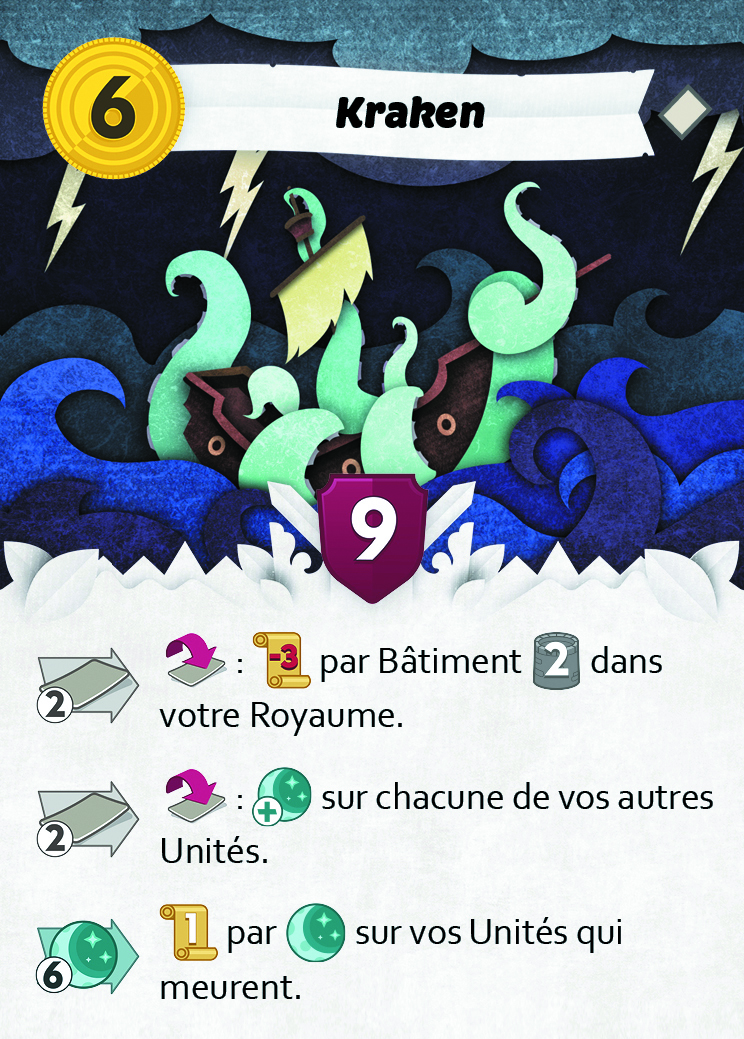 6 Kraken
9
2 : -3 par Bâtiment 2 dans
votre Royaume.
2 : + sur chacune de vos autres
Unités.
6 1 par sur vos Unités qui
meurent.